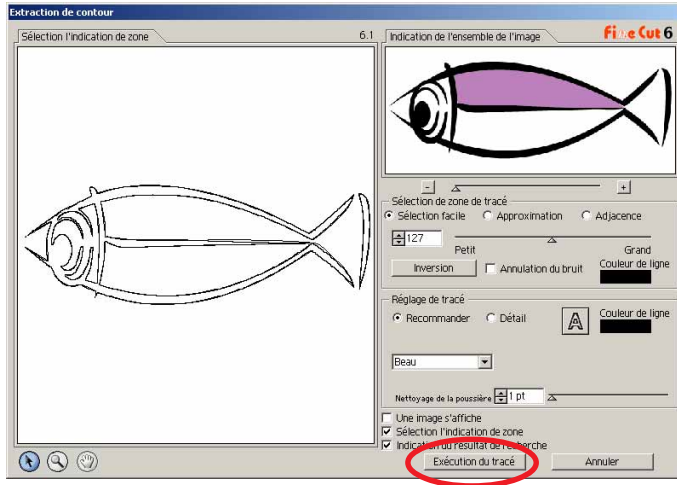 Extraction de contour
Sélection l'indication de zone
6.1
Indication de l'ensemble de l'image
Fine Cut 6
-
+
Sélection de zone de tracé
Sélection facile
Approximation
Adjacence
127
Petit
Grand
Inversion
Annulation du bruit
Couleur de ligne
Réglage de tracé
Recommander
Détail
A
Couleur de ligne
Beau
Nettoyage de la poussière
1 pt
Une image s'affiche
Sélection l'indication de zone
Indication du résultat de recherche
Exécution du tracé
Annuler